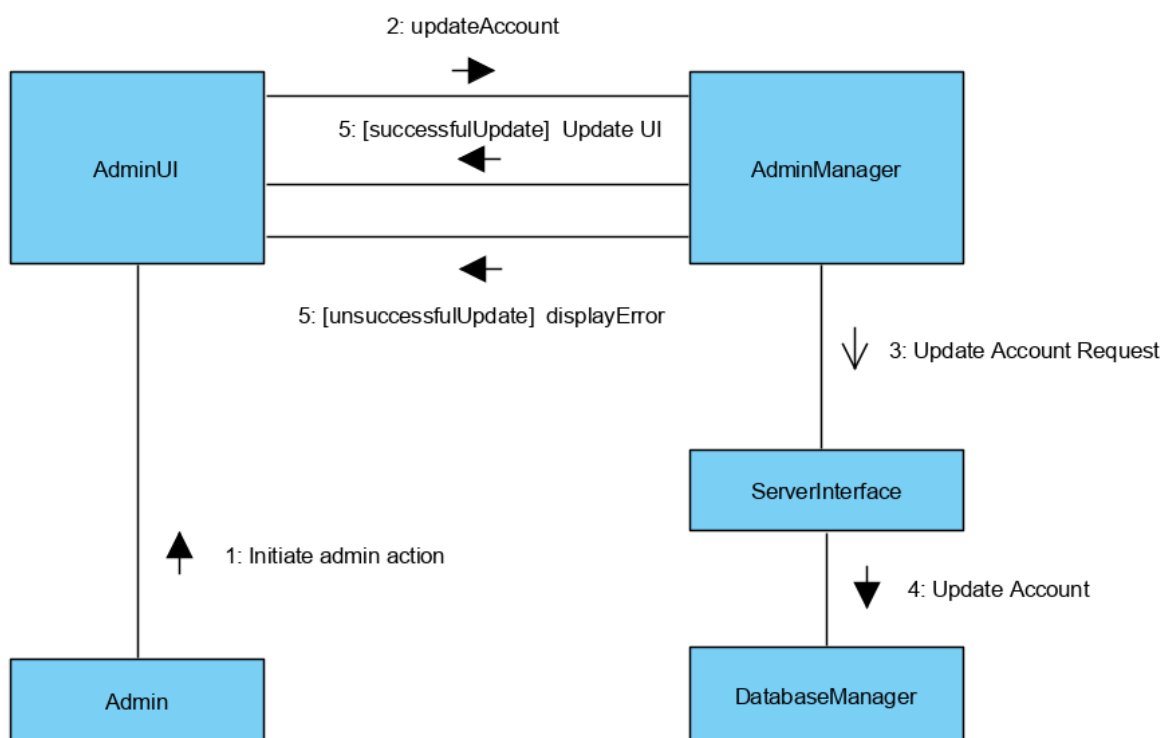 2: updateAccount
5: [successfulUpdate]  Update UI
AdminUI
AdminManager
5: [unsuccessfulUpdate]  displayError
3: Update Account Request
ServerInterface
1: Initiate admin action
4: Update Account
Admin
DatabaseManager